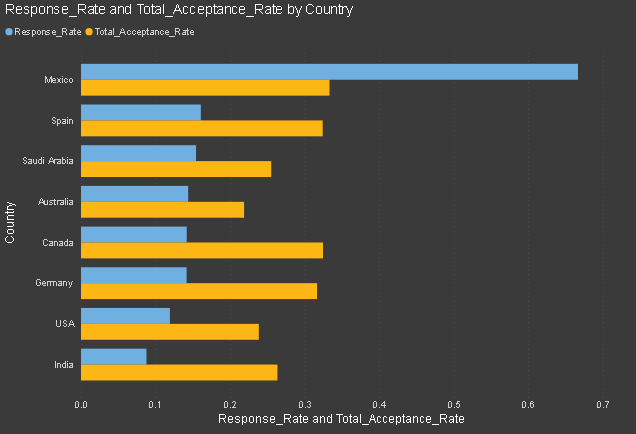 Response_Rate and Total_Acceptance_Rate by Country
Response_Rate Total_Acceptance_Rate
Country
Mexico
Spain
Saudi Arabia
Australia
Canada
Germany
USA
India
0.0 0.1 0.2 0.3 0.4 0.5 0.6 0.7
Response_Rate and Total_Acceptance_Rate